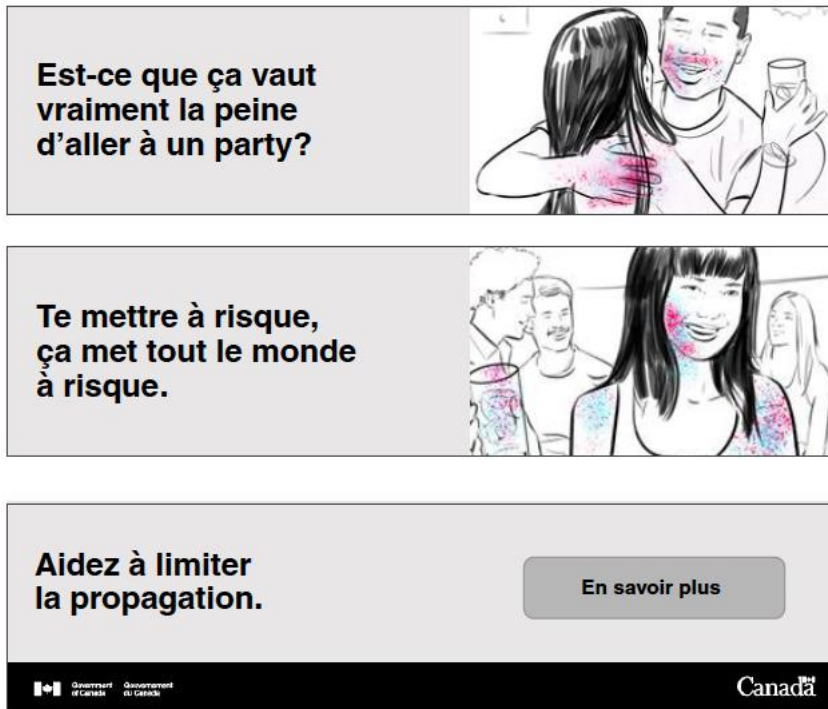 Est-ce que ça vaut
vraiment la peine
d'aller à un party?
Te mettre à risque,
ça met tout le monde
à risque.
Aidez à limiter
la propagation.
En savoir plus
Government
of Canada
Gouvernement
du Canada
Canada